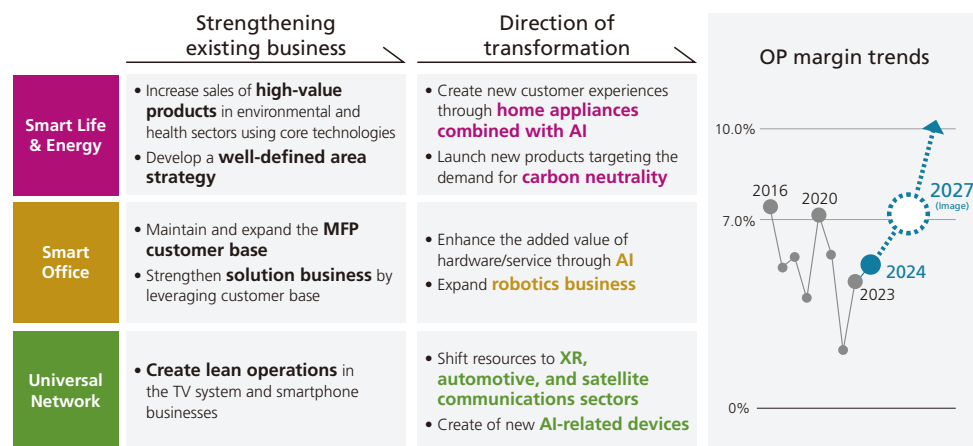 Strengthening
existing business
Direction of
transformation
Smart Life
& Energy
• Increase sales of high-value
products in environmental and
health sectors using core technologies
• Develop a well-defined area
strategy
• Create new customer experiences
through home appliances
combined with AI
• Launch new products targeting the
demand for carbon neutrality
Smart
Office
• Maintain and expand the MFP
customer base
• Strengthen solution business by
leveraging customer base
• Enhance the added value of
hardware/service through AI
• Expand robotics business
Universal
Network
• Create lean operations in
the TV system and smartphone
businesses
• Shift resources to XR,
automotive, and satellite
communications sectors
• Create of new AI-related devices
OP margin trends
10.0%
2016
2020
2027
(Image)
7.0%
2024
2023
0%